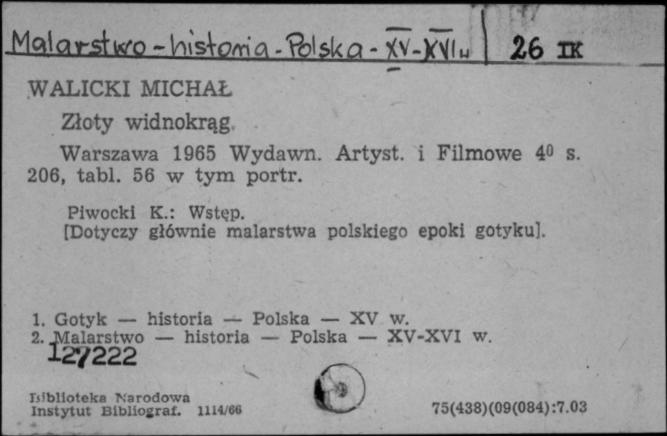 Malarstwo - historia - Polska - XV-XVI w 26 IK
WALICKI MICHAŁ
Złoty widnokrąg.
Warszawa 1965 Wydawn. Artyst. i Filmowe 4⁰ s.
206, tabl. 56 w tym portr.
Piwocki K.: Wstęp.
[Dotyczy głównie malarstwa polskiego epoki gotyku].
1. Gotyk — historia — Polska — XV w.
2. Malarstwo — historia — Polska — XV-XVI w.
127222
Biblioteka Narodowa
Instytut Bibliograf. 1114/66
75(438)(09(084):7.03